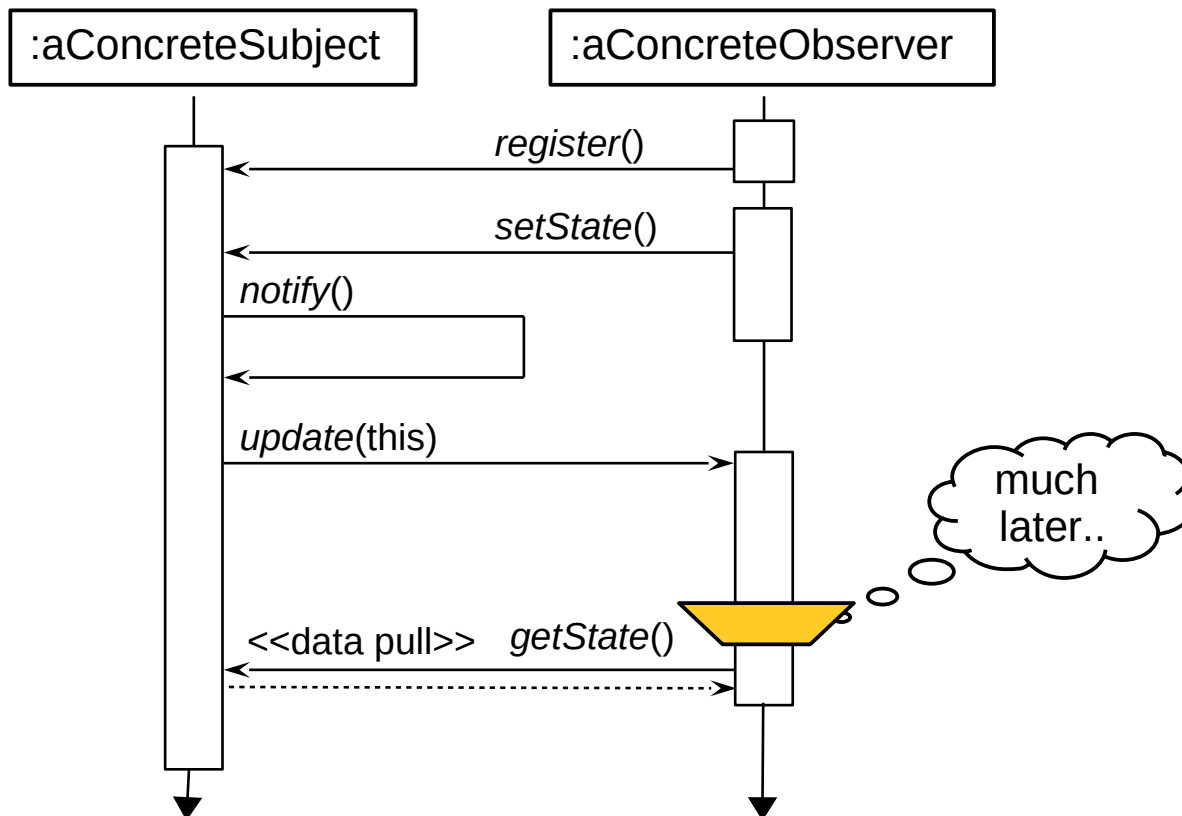 :aConcreteSubject
:aConcreteObserver
register()
setState()
notify()
update(this)
much
later..
<<data pull>>
getState()